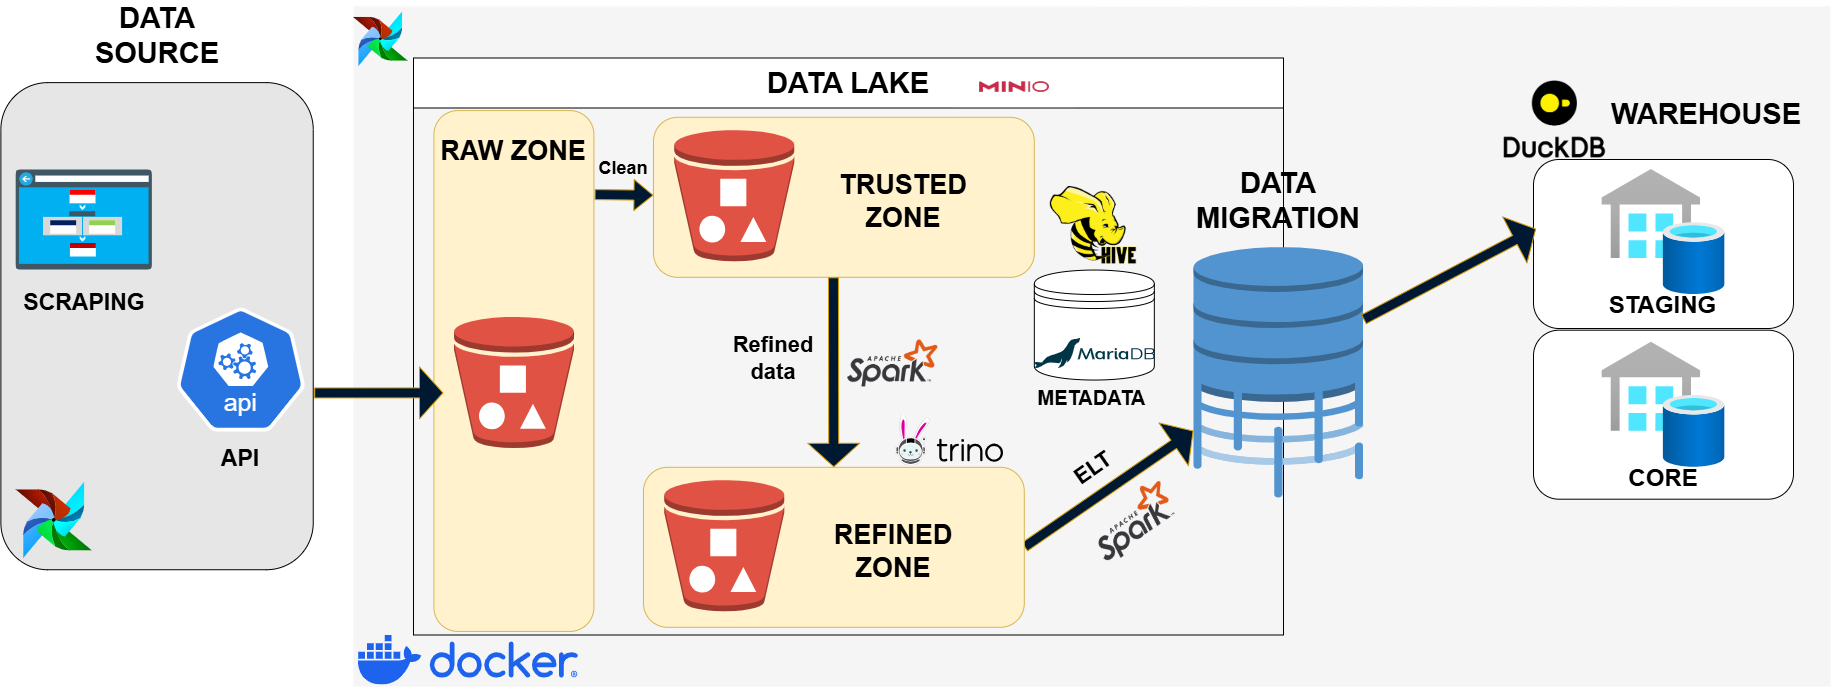 DATA
SOURCE
SCRAPING
api
API
DATA LAKE
MINIO
RAW ZONE
Clean
TRUSTED
ZONE
Refined
data
APACHE
Spark
trino
REFINED
ZONE
HIVE
MariaDB
METADATA
ELT
APACHE
Spark
DATA
MIGRATION
DuckDB
WAREHOUSE
STAGING
CORE
docker